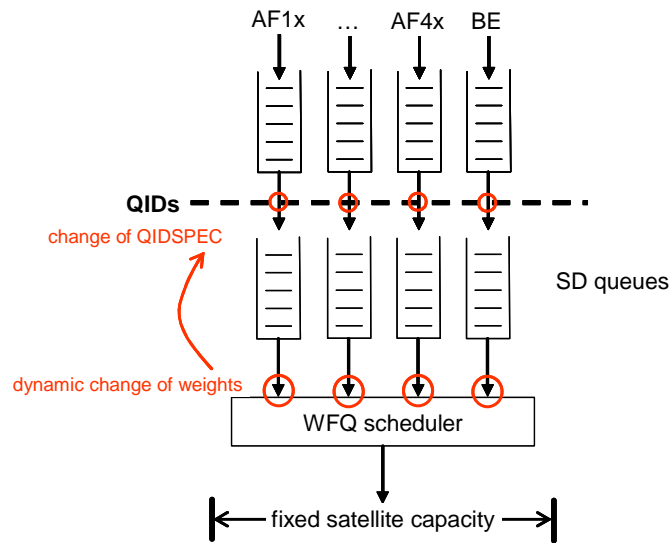 AF1x ... AF4x BE
QIDs
change of QIDSPEC
SD queues
dynamic change of weights
WFQ scheduler
fixed satellite capacity